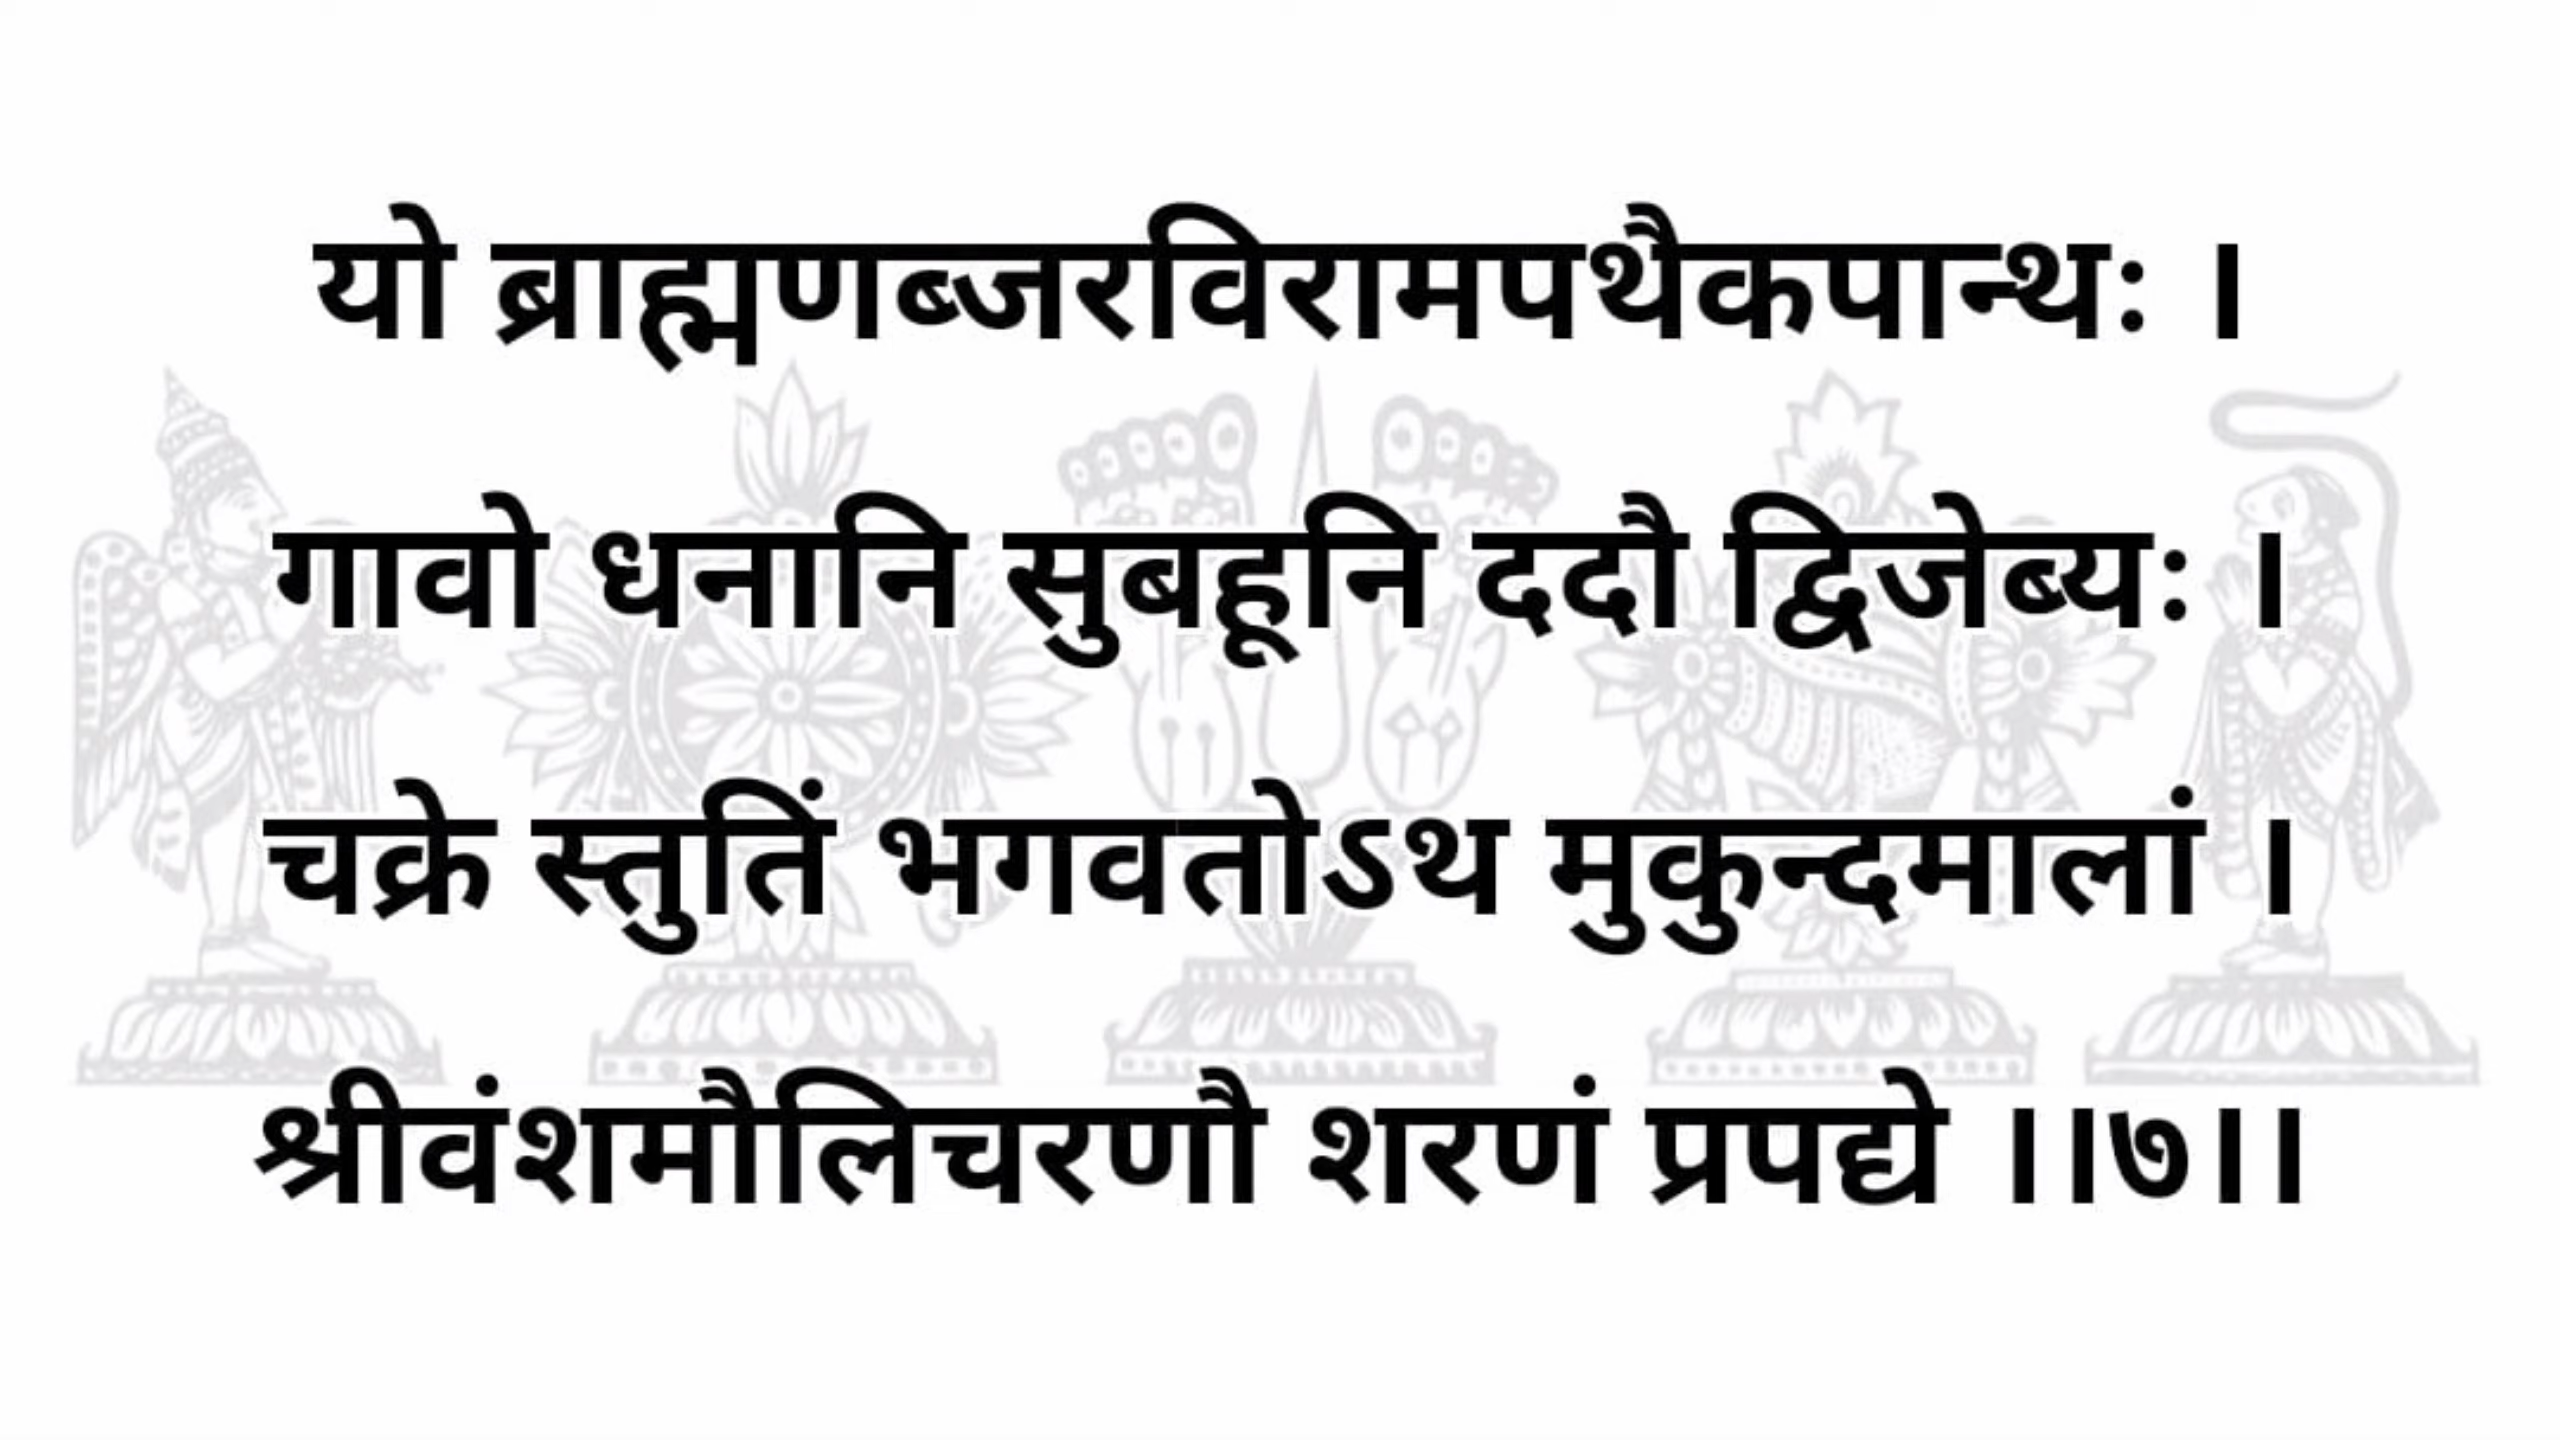 यो ब्राह्मणब्जरविरामपथैकपान्थः ।
गावो धनानि सुबहूनि ददौ द्विजेब्यः ।
चक्रे स्तुतिं भगवतोऽथ मुकुन्दमालां ।
श्रीवंशमौलिचरणौ शरणं प्रपद्ये ।।७।।